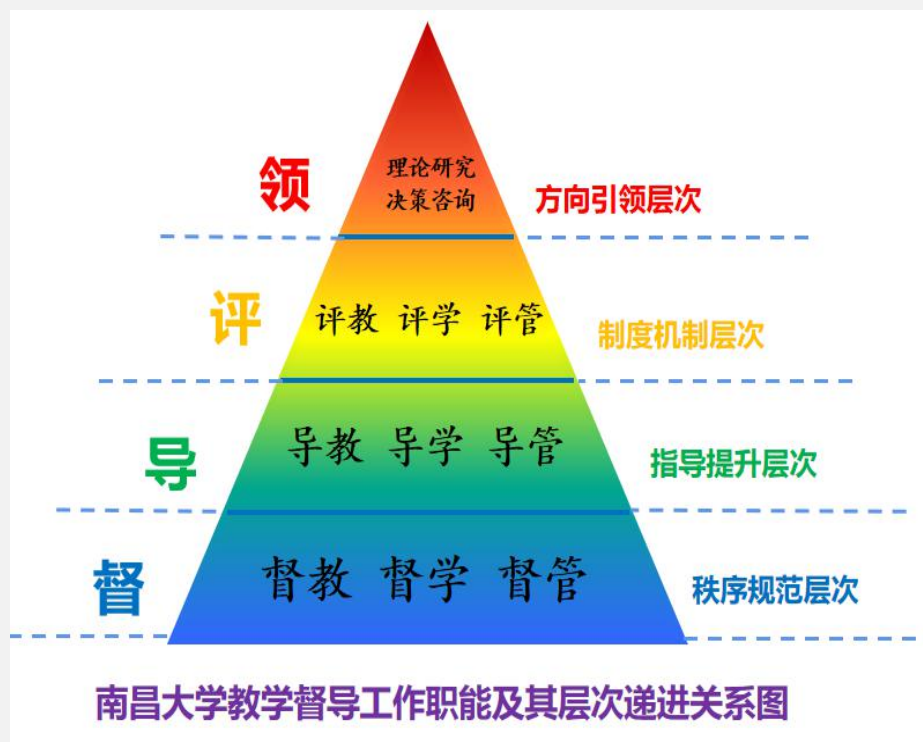 理论研究
领 决策咨询 方向引领层次
评 评教 评学 评管 制度机制层次
导 导教 导学 导管 指导提升层次
督 督教 督学 督管 秩序规范层次
南昌大学教学督导工作职能及其层次递进关系图